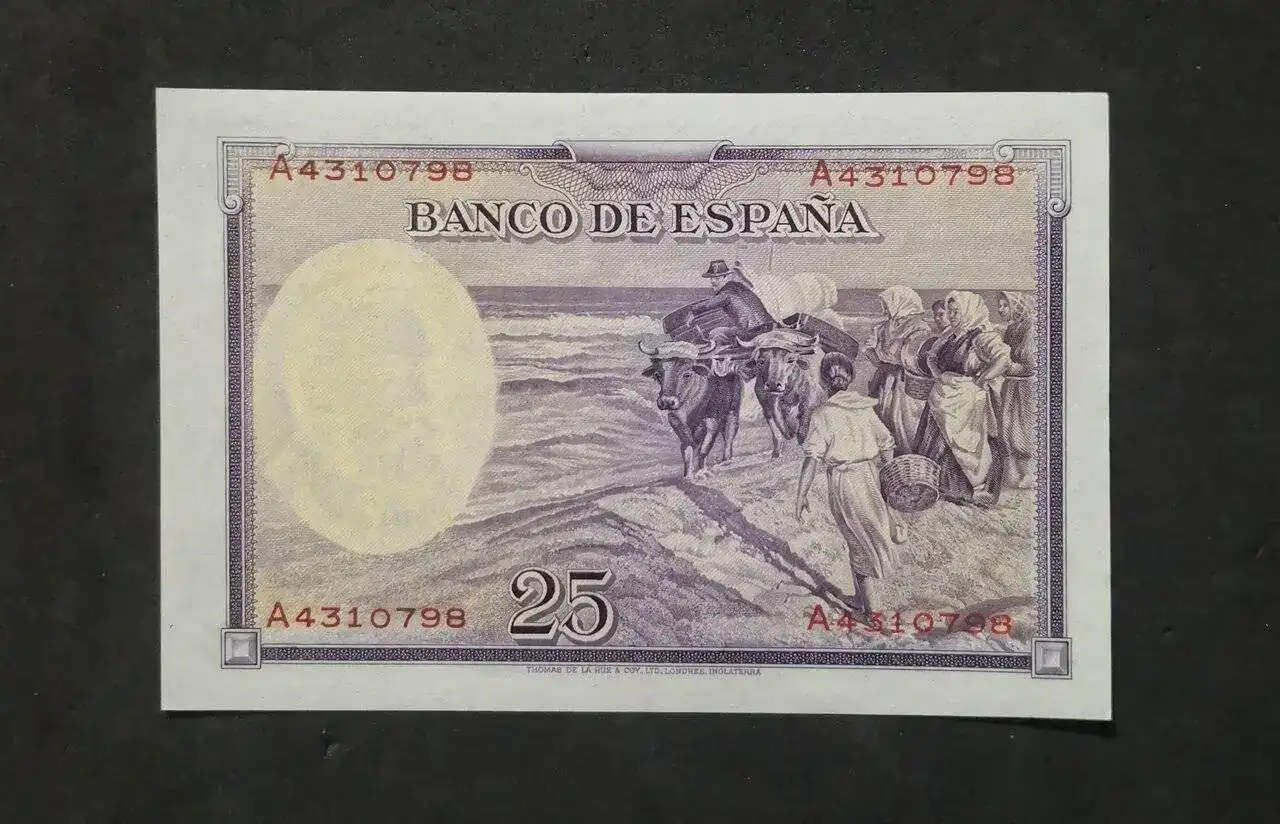 A4310798 A4310798
BANCO DE ESPAÑA
25
A4310798 A4310798
THOMAS DE LA RUE & COY., LTD., LONDRES, INGLATERRA